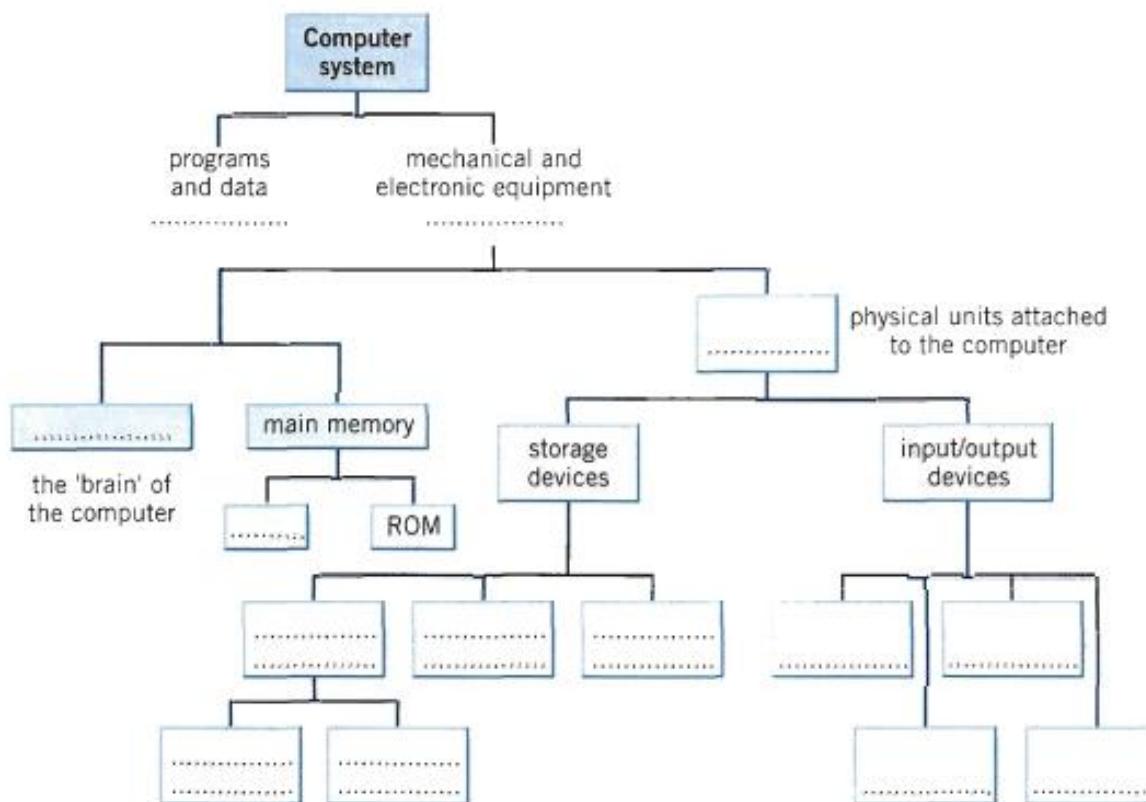 Computer
system
programs
and data
mechanical and
electronic equipment
physical units attached
to the computer
main memory
storage
devices
input/output
devices
the 'brain' of
the computer
ROM